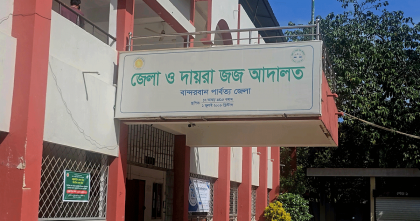 জেলা ও দায়রা জজ আদালত
বান্দরবান পার্বত্য জেলা